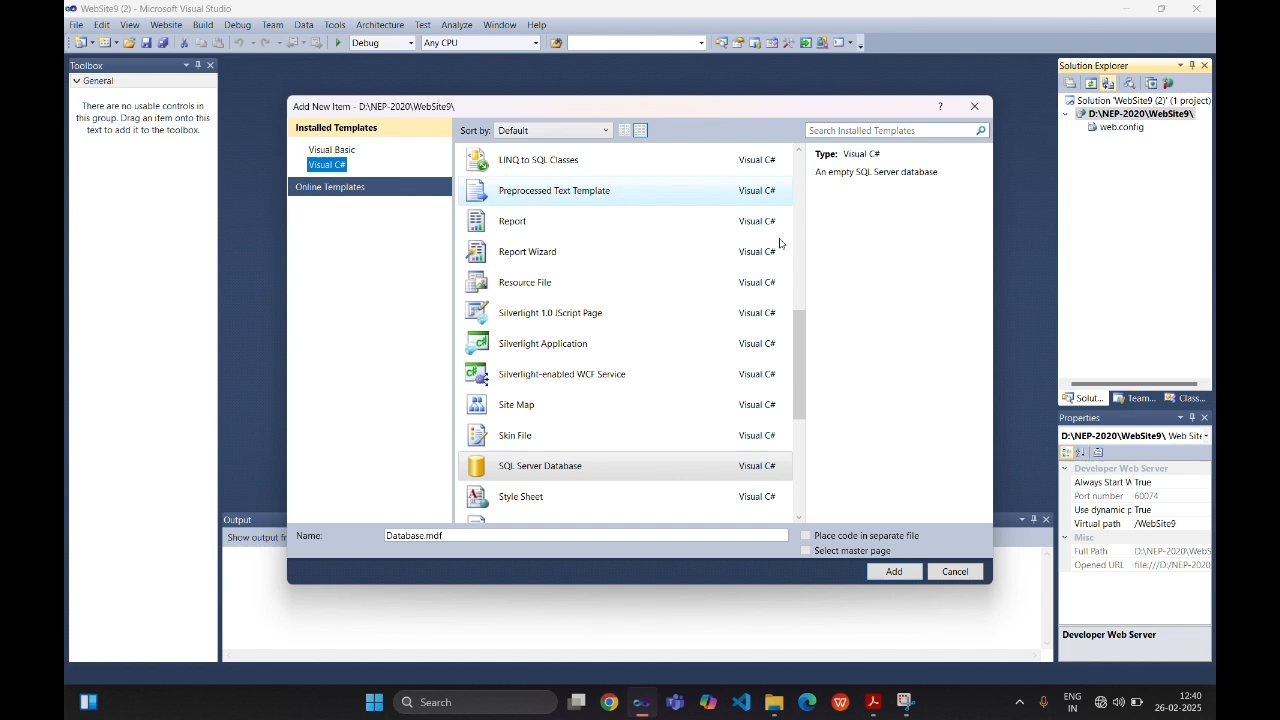 WebSite9 (2) - Microsoft Visual Studio
File Edit View Website Build Debug Team Data Tools Architecture Test Analyze Window Help
Debug Any CPU
Toolbox
General
There are no usable controls in
this group. Drag an item onto this
text to add it to the toolbox.
Add New Item - D:\NEP-2020\WebSite9\
Installed Templates
Visual Basic
Visual C#
Online Templates
Sort by: Default
Search Installed Templates
LINQ to SQL Classes Visual C#
Preprocessed Text Template Visual C#
Report Visual C#
Report Wizard Visual C#
Resource File Visual C#
Silverlight 1.0 JScript Page Visual C#
Silverlight Application Visual C#
Silverlight-enabled WCF Service Visual C#
Site Map Visual C#
Skin File Visual C#
SQL Server Database Visual C#
Style Sheet Visual C#
Type: Visual C#
An empty SQL Server database
Name: Database.mdf
Place code in separate file
Select master page
Add Cancel
Output
Show output fr
Solution Explorer
Solution 'WebSite9 (2)' (1 project)
D:\NEP-2020\WebSite9\
web.config
Solut... Team... Class...
Properties
D:\NEP-2020\WebSite9\ Web Site
Developer Web Server
Always Start W True
Port number 60074
Use dynamic p True
Virtual path /WebSite9
Misc
Full Path D:\NEP-2020\WebS
Opened URL file:///D:/NEP-2020
Developer Web Server
Search
ENG
IN
12:40
26-02-2025